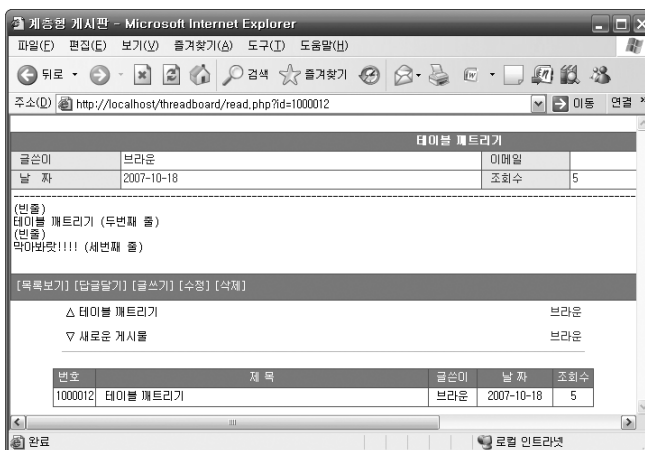 계층형 게시판 - Microsoft Internet Explorer
파일(F) 편집(E) 보기(V) 즐겨찾기(A) 도구(T) 도움말(H)
뒤로 검색 즐겨찾기
주소(D) http://localhost/threadboard/read.php?id=1000012 이동 연결 »
테이블 깨트리기
글쓴이 브라운 이메일
날 짜 2007-10-18 조회수 5
(빈줄)
테이블 깨트리기 (두번째 줄)
(빈줄)
막아봐랏!!!! (세번째 줄)
[목록보기] [답글달기] [글쓰기] [수정] [삭제]
△ 테이블 깨트리기 브라운
▽ 새로운 게시물 브라운
번호 제 목 글쓴이 날 짜 조회수
1000012 테이블 깨트리기 브라운 2007-10-18 5
완료 로컬 인트라넷